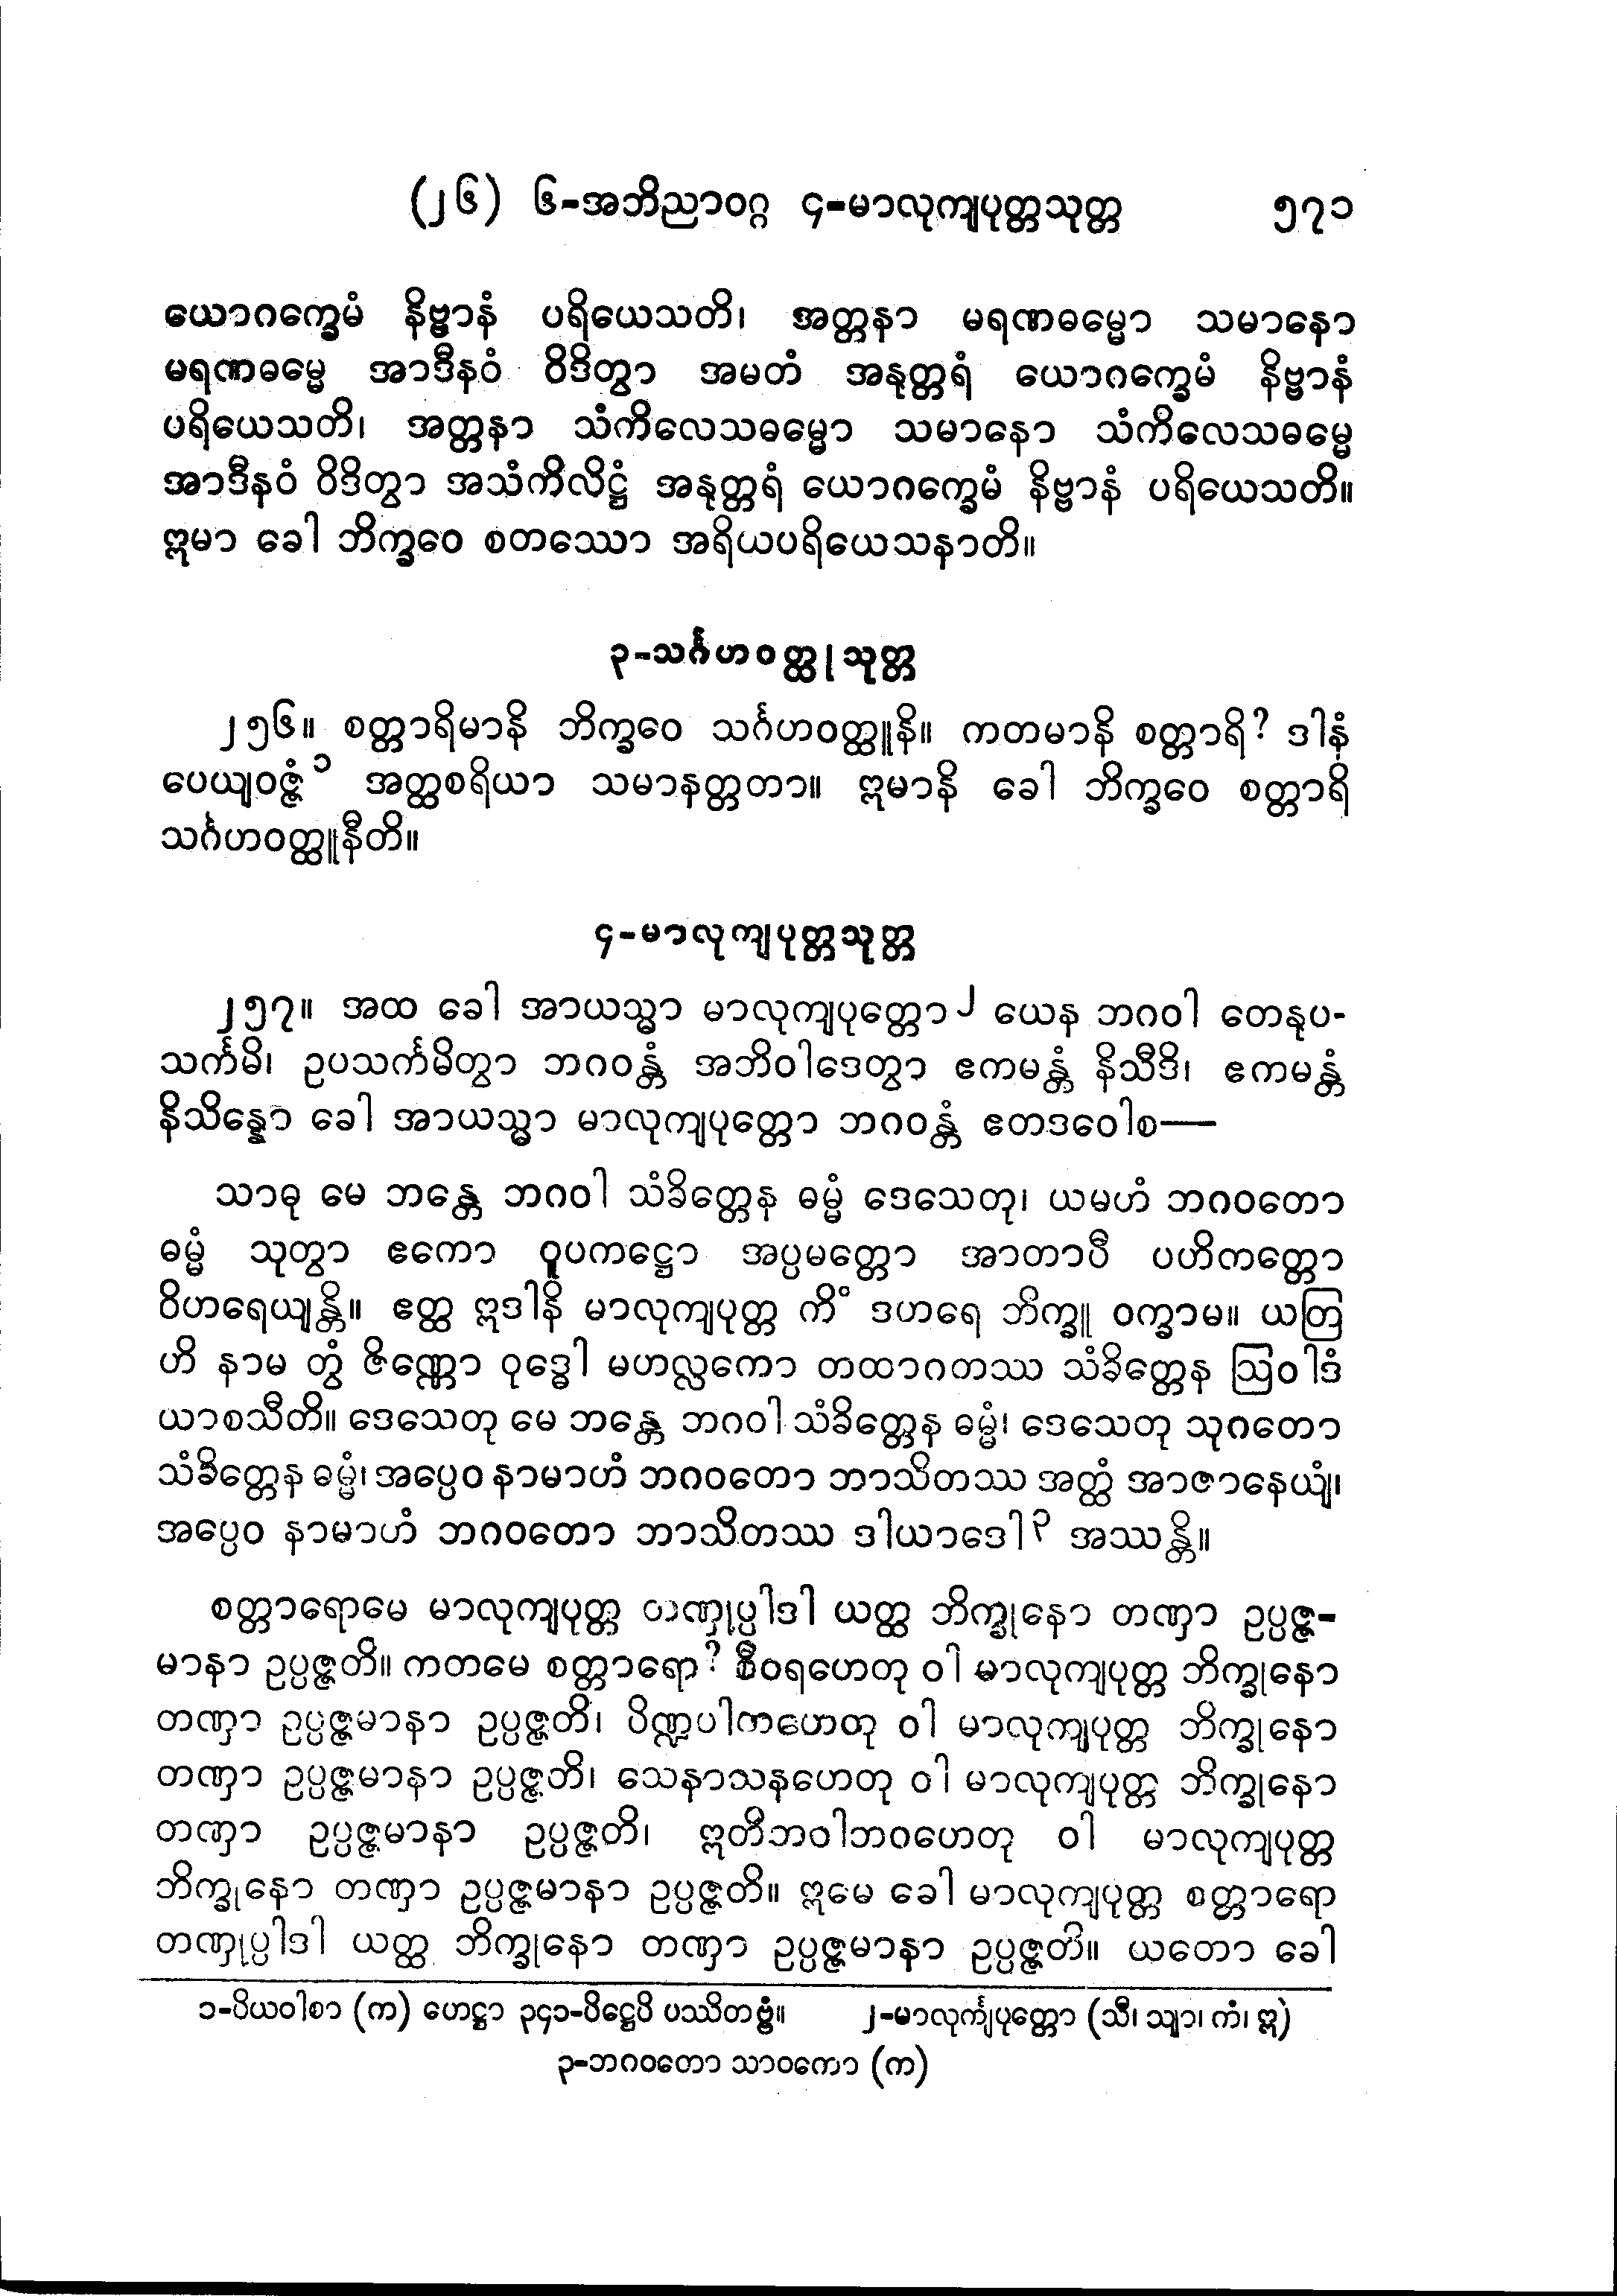 (၂၆) ၆-အဘိညာဝဂ္ဂ ၄-မာလုကျပုတ္တသုတ္တ ၅၇၁
ယောဂက္ခေမံ နိဗ္ဗာနံ ပရိယေသတိ၊ အတ္တနာ မရဏဓမ္မော သမာနော
မရဏဓမ္မေ အာဒီနဝံ ဝိဒိတွာ အမတံ အနုတ္တရံ ယောဂက္ခေမံ နိဗ္ဗာနံ
ပရိယေသတိ၊ အတ္တနာ သံကိလေသဓမ္မော သမာနော သံကိလေသဓမ္မေ
အာဒီနဝံ ဝိဒိတွာ အသံကိလိဋ္ဌံ အနုတ္တရံ ယောဂက္ခေမံ နိဗ္ဗာနံ ပရိယေသတိ။
ဣမာ ခေါ ဘိက္ခဝေ စတဿော အရိယပရိယေသနာတိ။
၃-သင်္ဂဟဝတ္ထုသုတ္တ
၂၅၆။ စတ္တာရိမာနိ ဘိက္ခဝေ သင်္ဂဟဝတ္ထူနိ။ ကတမာနိ စတ္တာရိ? ဒါနံ
ပေယျဝဇ္ဇံ ၁ အတ္ထစရိယာ သမာနတ္တတာ။ ဣမာနိ ခေါ ဘိက္ခဝေ စတ္တာရိ
သင်္ဂဟဝတ္ထူနီတိ။
၄-မာလုကျပုတ္တသုတ္တ
၂၅၇။ အထ ခေါ အာယသ္မာ မာလုကျပုတ္တော၂ ယေန ဘဂဝါ တေနုပ-
သင်္ကမိ၊ ဥပသင်္ကမိတွာ ဘဂဝန္တံ အဘိဝါဒေတွာ ဧကမန္တံ နိသီဒိ၊ ဧကမန္တံ
နိသိန္နော ခေါ အာယသ္မာ မာလုကျပုတ္တော ဘဂဝန္တံ ဧတဒဝေါစ—
သာဓု မေ ဘန္တေ ဘဂဝါ သံခိတ္တေန ဓမ္မံ ဒေသေတု၊ ယမဟံ ဘဂဝတော
ဓမ္မံ သုတွာ ဧကော ဝူပကဋ္ဌော အပ္ပမတ္တော အာတာပီ ပဟိတတ္တော
ဝိဟရေယျန္တိ။ ဧတ္ထ ဣဒါနိ မာလုကျပုတ္တ ကိံ ဒဟရေ ဘိက္ခူ ဝက္ခာမ။ ယတြ
ဟိ နာမ တွံ ဇိဏ္ဏော ဝုဒ္ဓေါ မဟလ္လကော တထာဂတဿ သံခိတ္တေန ဩဝါဒံ
ယာစသီတိ။ ဒေသေတု မေ ဘန္တေ ဘဂဝါ သံခိတ္တေန ဓမ္မံ၊ ဒေသေတု သုဂတော
သံခိတ္တေန ဓမ္မံ၊ အပ္ပေဝ နာမာဟံ ဘဂဝတော ဘာသိတဿ အတ္ထံ အာဇာနေယျံ၊
အပ္ပေဝ နာမာဟံ ဘဂဝတော ဘာသိတဿ ဒါယာဒေါ၃ အဿန္တိ။
စတ္တာရောမေ မာလုကျပုတ္တ တဏှုပ္ပါဒါ ယတ္ထ ဘိက္ခုနော တဏှာ ဥပ္ပဇ္ဇ-
မာနာ ဥပ္ပဇ္ဇတိ။ ကတမေ စတ္တာရော? စီဝရဟေတု ဝါ မာလုကျပုတ္တ ဘိက္ခုနော
တဏှာ ဥပ္ပဇ္ဇမာနာ ဥပ္ပဇ္ဇတိ၊ ပိဏ္ဍပါတဟေတု ဝါ မာလုကျပုတ္တ ဘိက္ခုနော
တဏှာ ဥပ္ပဇ္ဇမာနာ ဥပ္ပဇ္ဇတိ၊ သေနာသနဟေတု ဝါ မာလုကျပုတ္တ ဘိက္ခုနော
တဏှာ ဥပ္ပဇ္ဇမာနာ ဥပ္ပဇ္ဇတိ၊ ဣတိဘဝါဘဝဟေတု ဝါ မာလုကျပုတ္တ
ဘိက္ခုနော တဏှာ ဥပ္ပဇ္ဇမာနာ ဥပ္ပဇ္ဇတိ။ ဣမေ ခေါ မာလုကျပုတ္တ စတ္တာရော
တဏှုပ္ပါဒါ ယတ္ထ ဘိက္ခုနော တဏှာ ဥပ္ပဇ္ဇမာနာ ဥပ္ပဇ္ဇတိ။ ယတော ခေါ
၁-ပိယဝါစာ (က) ဟေဋ္ဌာ ၃၄၁-ပိဋ္ဌေပိ ပဿိတဗ္ဗံ။ ၂-မာလုင်္ကျပုတ္တော (သီ၊ သျာ၊ ကံ၊ ဣ)
၃-ဘဂဝတော သာဝကော (က)